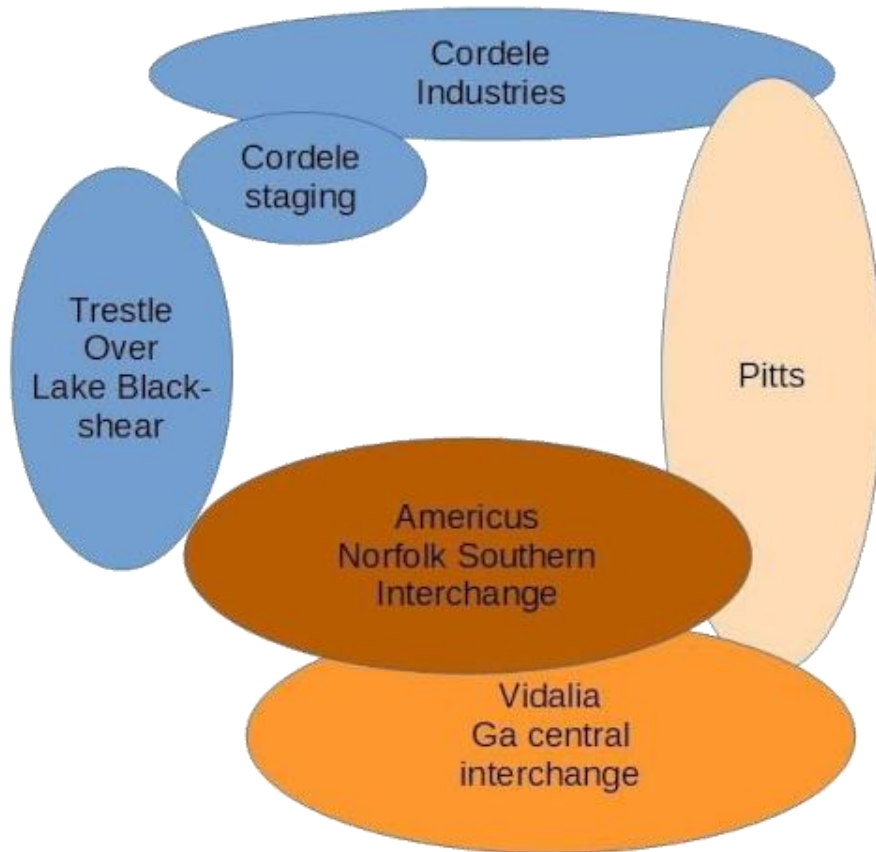 Cordele
Industries
Cordele
staging
Trestle
Over
Lake Black-
shear
Pitts
Americus
Norfolk Southern
Interchange
Vidalia
Ga central
interchange